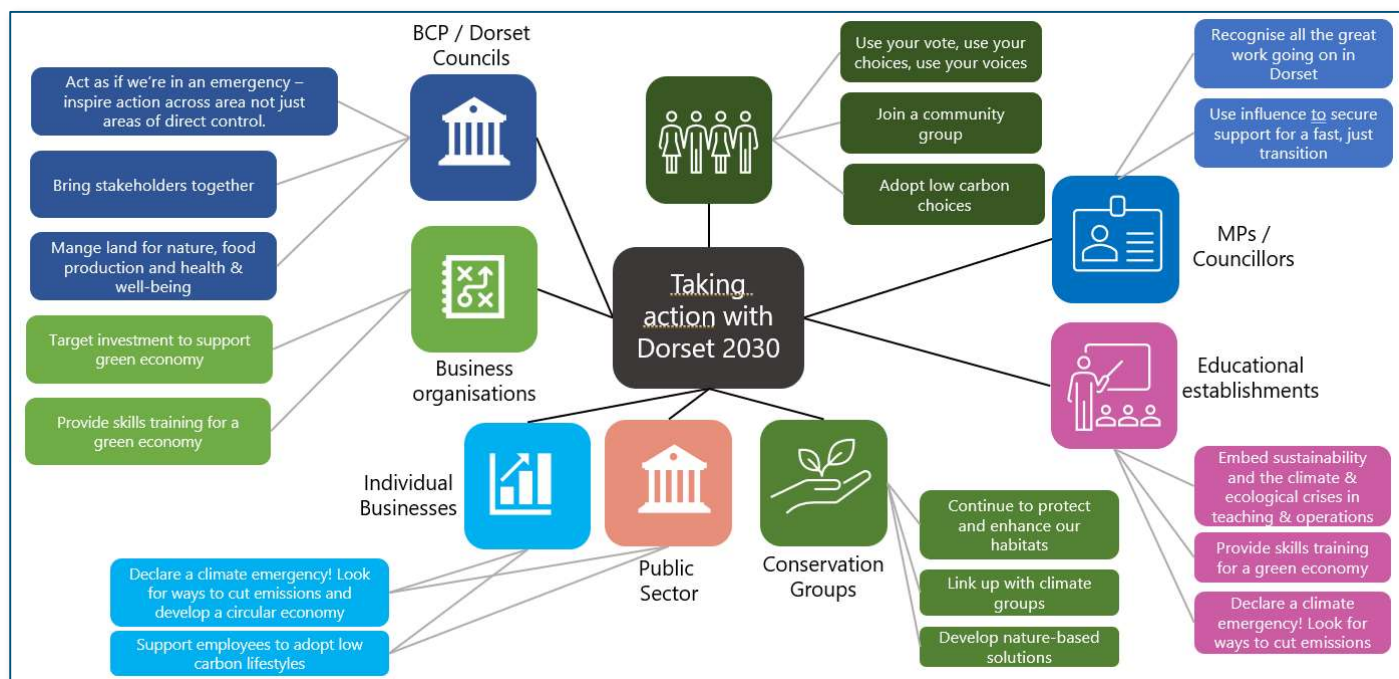 BCP / Dorset
Councils
Act as if we're in an emergency –
inspire action across area not just
areas of direct control.
Bring stakeholders together
Mange land for nature, food
production and health &
well-being
Use your vote, use your
choices, use your voices
Join a community
group
Adopt low carbon
choices
Recognise all the great
work going on in
Dorset
Use influence to secure
support for a fast, just
transition
MPs /
Councillors
Taking
action with
Dorset 2030
Target investment to support
green economy
Provide skills training for a
green economy
Business
organisations
Educational
establishments
Individual
Businesses
Declare a climate emergency! Look
for ways to cut emissions and
develop a circular economy
Support employees to adopt low
carbon lifestyles
Public
Sector
Conservation
Groups
Continue to protect
and enhance our
habitats
Link up with climate
groups
Develop nature-based
solutions
Embed sustainability
and the climate &
ecological crises in
teaching & operations
Provide skills training
for a green economy
Declare a climate
emergency! Look for
ways to cut emissions